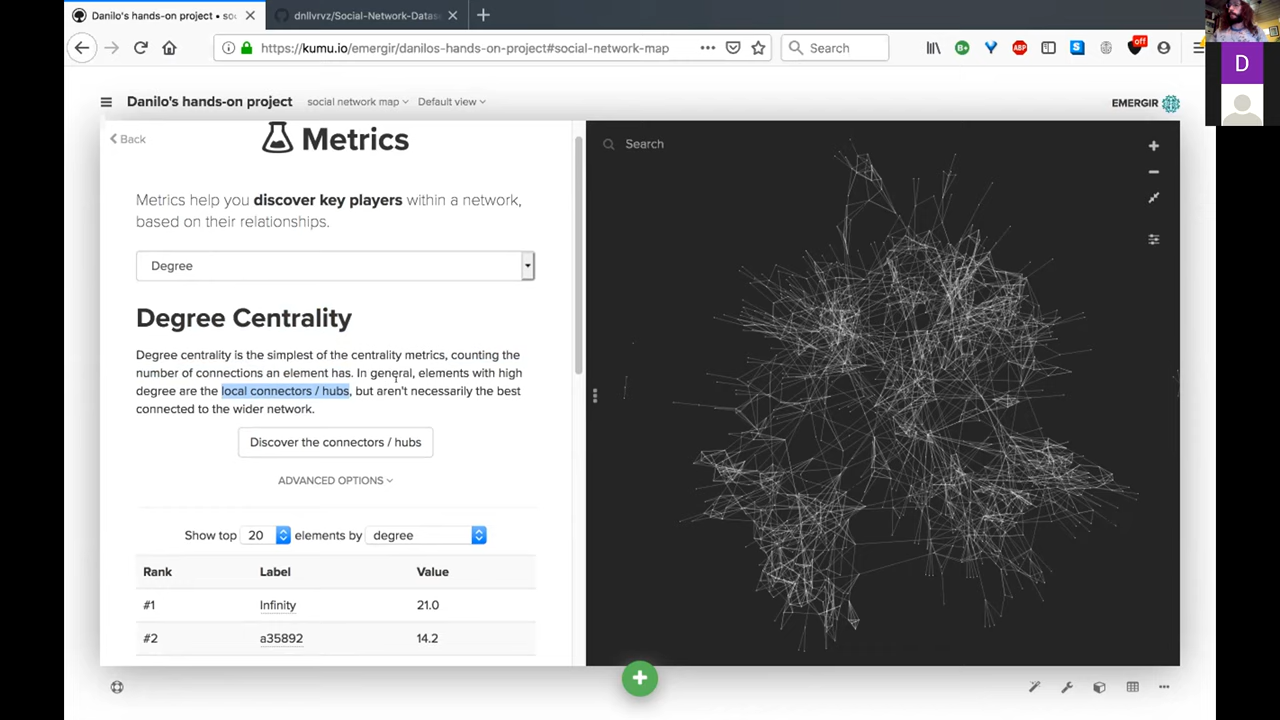 Danilo's hands-on project • so
dnllvrvz/Social-Network-Datas
https://kumu.io/emergir/danilos-hands-on-project#social-network-map
Search
B+
ABP
S
off
D
Danilo's hands-on project
social network map
Default view
EMERGIR
Back
Metrics
Search
Metrics help you discover key players within a network,
based on their relationships.
Degree
Degree Centrality
Degree centrality is the simplest of the centrality metrics, counting the
number of connections an element has. In general, elements with high
degree are the local connectors / hubs, but aren't necessarily the best
connected to the wider network.
Discover the connectors / hubs
ADVANCED OPTIONS
Show top 20 elements by degree
Rank Label Value
#1 Infinity 21.0
#2 a35892 14.2